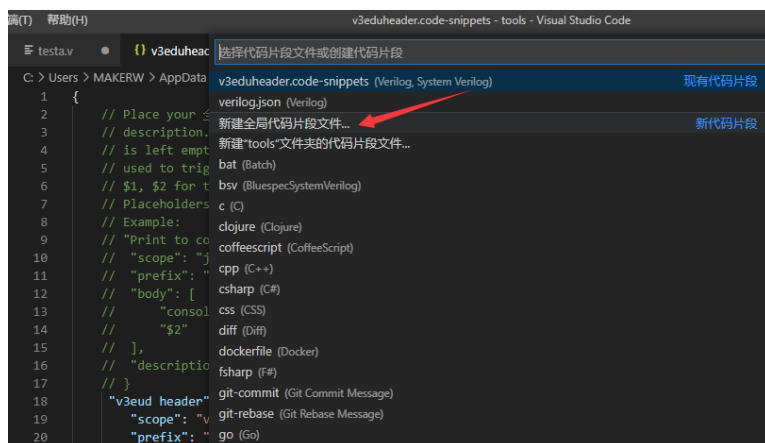 端(T) 帮助(H) v3eduheader.code-snippets - tools - Visual Studio Code
testa.v ● {} v3eduheac
选择代码片段文件或创建代码片段
C: > Users > MAKERW > AppData
v3eduheader.code-snippets (Verilog, System Verilog) 现有代码片段
verilog.json (Verilog)
新建全局代码片段文件... 新代码片段
新建"tools"文件夹的代码片段文件...
bat (Batch)
bsv (BluespecSystemVerilog)
c (C)
clojure (Clojure)
coffeescript (CoffeeScript)
cpp (C++)
csharp (C#)
css (CSS)
diff (Diff)
dockerfile (Docker)
fsharp (F#)
git-commit (Git Commit Message)
git-rebase (Git Rebase Message)
go (Go)
1 {
2 // Place your
3 // description.
4 // is left empt
5 // used to trig
6 // $1, $2 for t
7 // Placeholders
8 // Example:
9 // "Print to co
10 // "scope": "j
11 // "prefix": "
12 // "body": [
13 // "consol
14 // "$2"
15 // ],
16 // "descriptio
17 // }
18 "v3eud header"
19 "scope": "v
20 "prefix": "